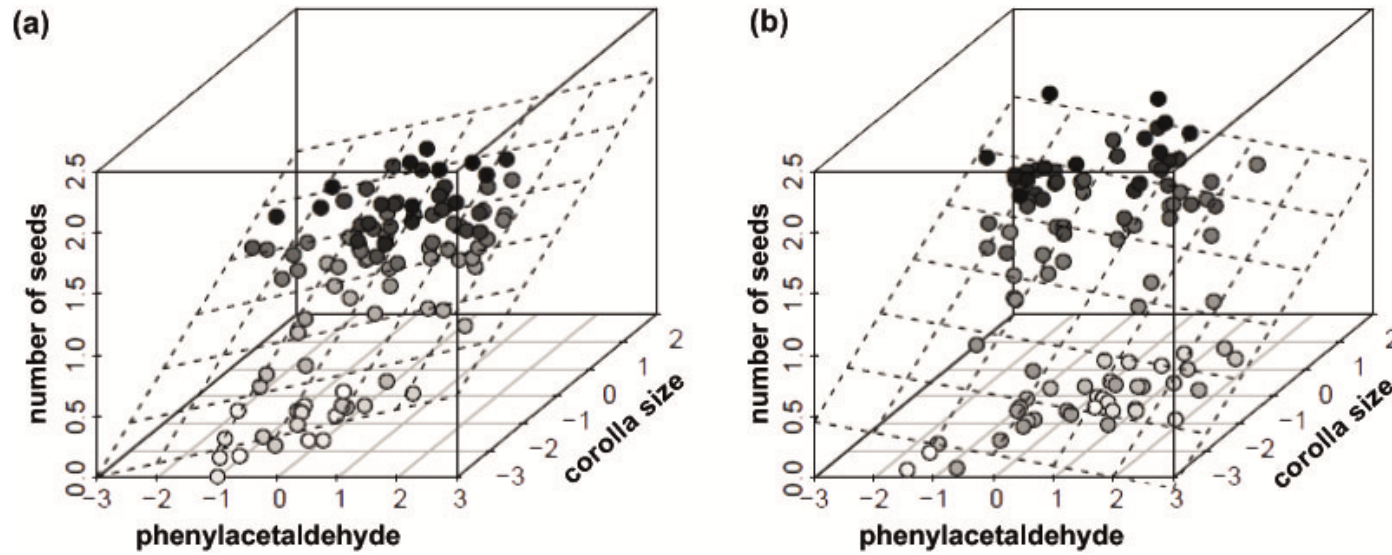 (a)
number of seeds
0.0 0.5 1.0 1.5 2.0 2.5
−3 −2 −1 0 1 2 3
phenylacetaldehyde
−3 −2 −1 0 1 2
corolla size
(b)
number of seeds
0.0 0.5 1.0 1.5 2.0 2.5
−3 −2 −1 0 1 2 3
phenylacetaldehyde
−3 −2 −1 0 1 2
corolla size